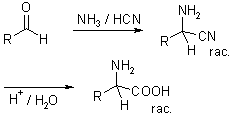 O
R H
NH3 / HCN
NH2
R CN
H
rac.
H+ / H2O
NH2
R COOH
H
rac.